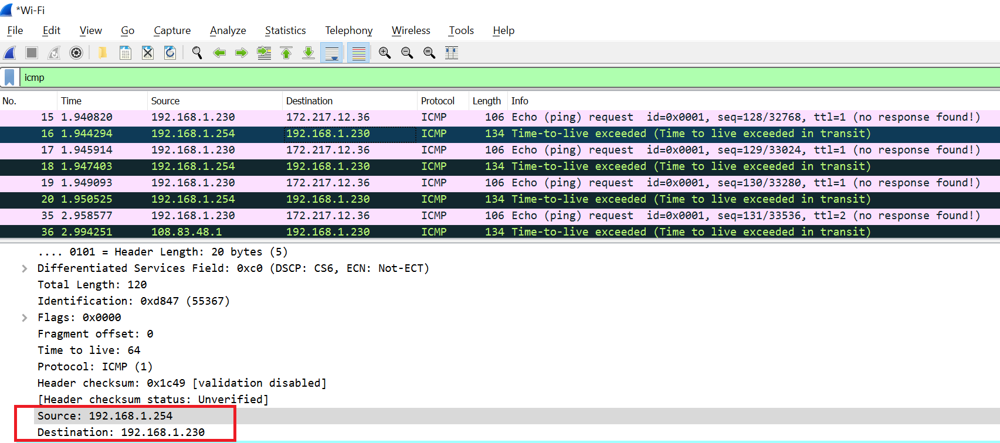 *Wi-Fi
File Edit View Go Capture Analyze Statistics Telephony Wireless Tools Help
icmp
No. Time Source Destination Protocol Length Info
15 1.940820 192.168.1.230 172.217.12.36 ICMP 106 Echo (ping) request id=0x0001, seq=128/32768, ttl=1 (no response found!)
16 1.944294 192.168.1.254 192.168.1.230 ICMP 134 Time-to-live exceeded (Time to live exceeded in transit)
17 1.945914 192.168.1.230 172.217.12.36 ICMP 106 Echo (ping) request id=0x0001, seq=129/33024, ttl=1 (no response found!)
18 1.947403 192.168.1.254 192.168.1.230 ICMP 134 Time-to-live exceeded (Time to live exceeded in transit)
19 1.949093 192.168.1.230 172.217.12.36 ICMP 106 Echo (ping) request id=0x0001, seq=130/33280, ttl=1 (no response found!)
20 1.950525 192.168.1.254 192.168.1.230 ICMP 134 Time-to-live exceeded (Time to live exceeded in transit)
35 2.958577 192.168.1.230 172.217.12.36 ICMP 106 Echo (ping) request id=0x0001, seq=131/33536, ttl=2 (no response found!)
36 2.994251 108.83.48.1 192.168.1.230 ICMP 134 Time-to-live exceeded (Time to live exceeded in transit)
.... 0101 = Header Length: 20 bytes (5)
Differentiated Services Field: 0xc0 (DSCP: CS6, ECN: Not-ECT)
Total Length: 120
Identification: 0xd847 (55367)
Flags: 0x0000
Fragment offset: 0
Time to live: 64
Protocol: ICMP (1)
Header checksum: 0x1c49 [validation disabled]
[Header checksum status: Unverified]
Source: 192.168.1.254
Destination: 192.168.1.230